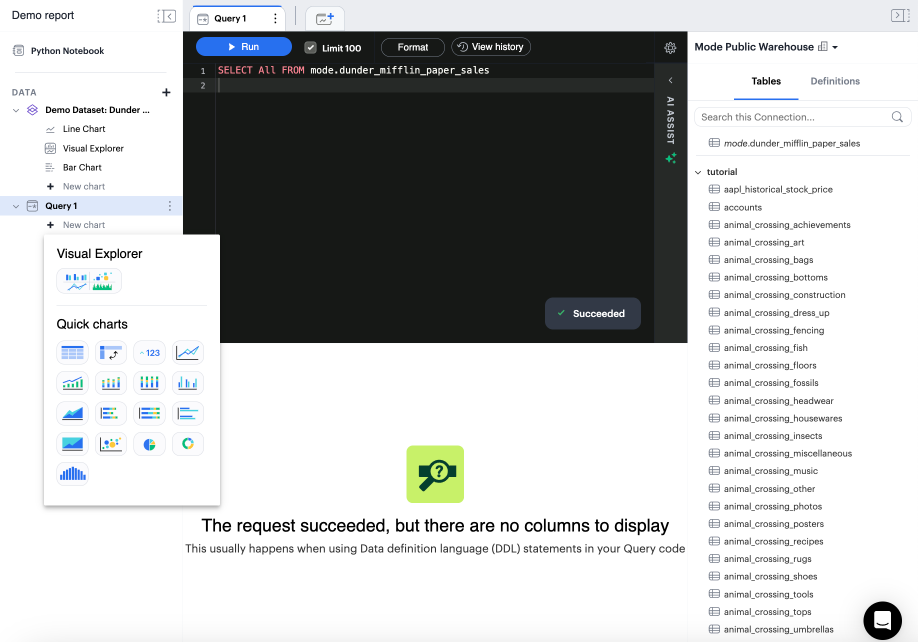 Demo report
Python Notebook
DATA
Demo Dataset: Dunder ...
Line Chart
Visual Explorer
Bar Chart
New chart
Query 1
New chart
Visual Explorer
Quick charts
123
Query 1
Run
Limit 100
Format
View history
1 SELECT All FROM mode.dunder_mifflin_paper_sales
2
AI ASSIST
Succeeded
The request succeeded, but there are no columns to display
This usually happens when using Data definition language (DDL) statements in your Query code
Mode Public Warehouse
Tables Definitions
Search this Connection...
mode.dunder_mifflin_paper_sales
tutorial
aapl_historical_stock_price
accounts
animal_crossing_achievements
animal_crossing_art
animal_crossing_bags
animal_crossing_bottoms
animal_crossing_construction
animal_crossing_dress_up
animal_crossing_fencing
animal_crossing_fish
animal_crossing_floors
animal_crossing_fossils
animal_crossing_headwear
animal_crossing_housewares
animal_crossing_insects
animal_crossing_miscellaneous
animal_crossing_music
animal_crossing_other
animal_crossing_photos
animal_crossing_posters
animal_crossing_recipes
animal_crossing_rugs
animal_crossing_shoes
animal_crossing_tools
animal_crossing_tops
animal_crossing_umbrellas